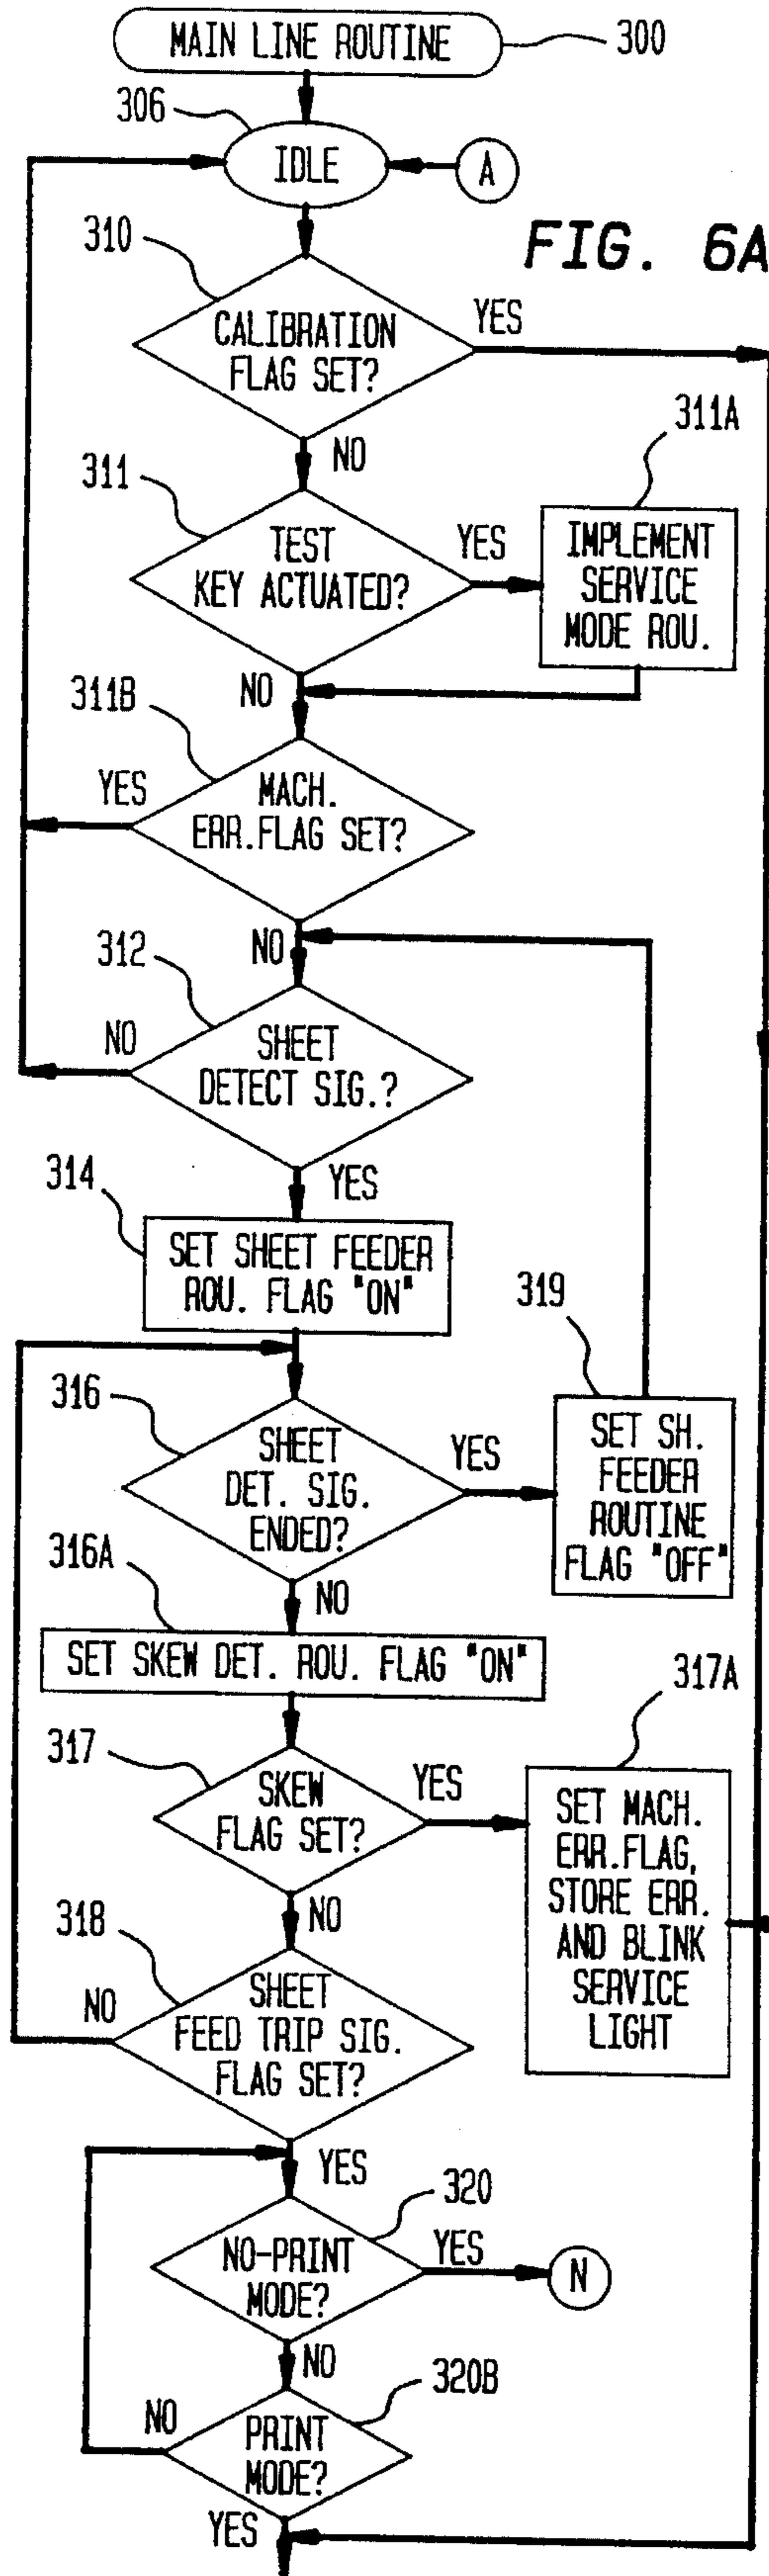 MAIN LINE ROUTINE
300
306
IDLE
A
FIG. 6A
310
CALIBRATION
FLAG SET?
YES
NO
311
TEST
KEY ACTUATED?
YES
311A
IMPLEMENT
SERVICE
MODE ROU.
NO
311B
MACH.
ERR.FLAG SET?
YES
NO
312
SHEET
DETECT SIG.?
NO
YES
314
SET SHEET FEEDER
ROU. FLAG "ON"
316
SHEET
DET. SIG.
ENDED?
YES
319
SET SH.
FEEDER
ROUTINE
FLAG "OFF"
NO
316A
SET SKEW DET. ROU. FLAG "ON"
317
SKEW
FLAG SET?
YES
317A
SET MACH.
ERR.FLAG,
STORE ERR.
AND BLINK
SERVICE
LIGHT
NO
318
SHEET
FEED TRIP SIG.
FLAG SET?
NO
YES
320
NO-PRINT
MODE?
YES
N
NO
320B
PRINT
MODE?
NO
YES